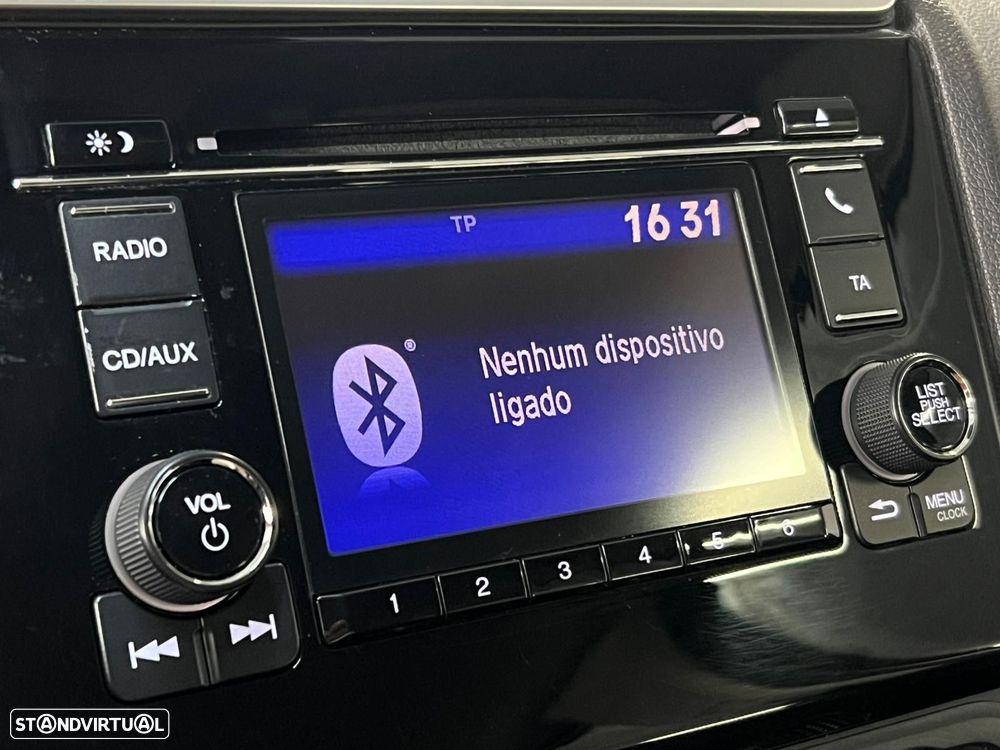 TP
16 31
RADIO
CD/AUX
TA
Nenhum dispositivo
ligado
®
LIST
PUSH
SELECT
VOL
MENU
CLOCK
1 2 3 4 5 6
STANDVIRTUAL